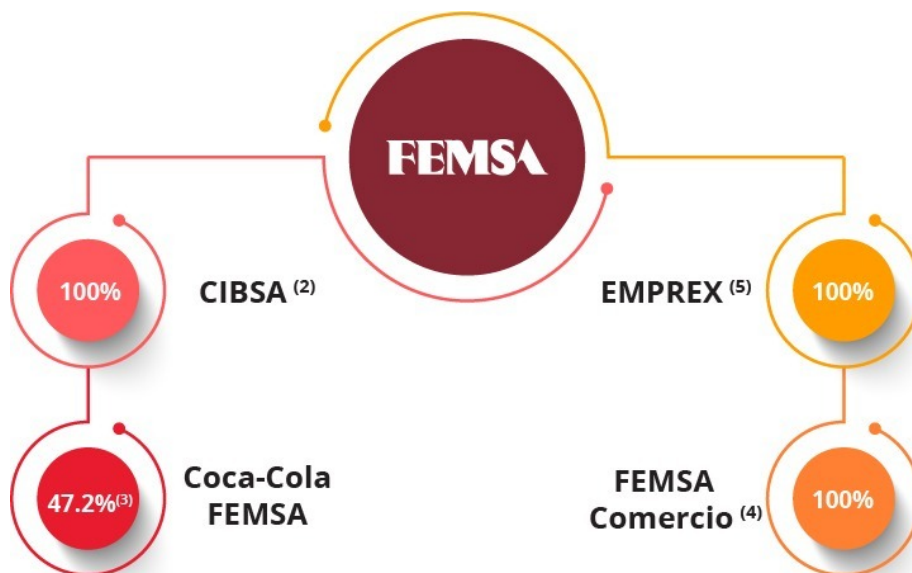 FEMSA
100%
CIBSA (2)
EMPREX (5)
100%
47.2%(3)
Coca-Cola
FEMSA
FEMSA
Comercio (4)
100%